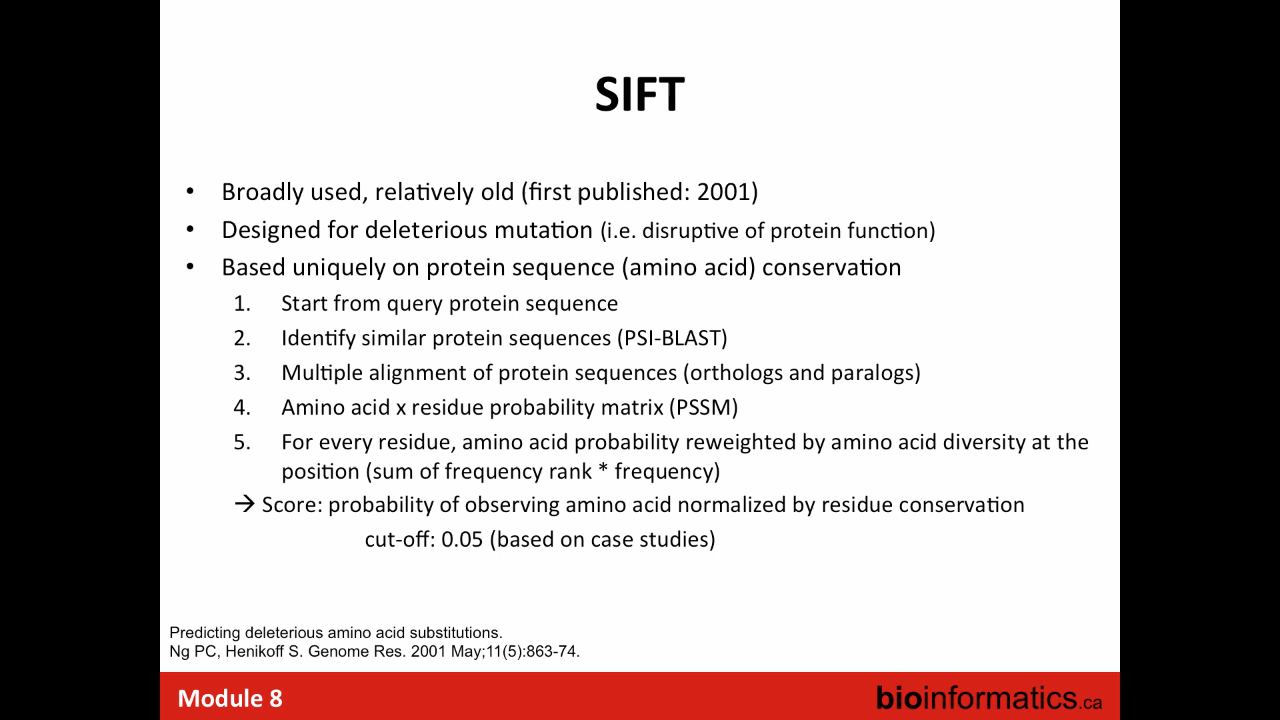 SIFT
• Broadly used, relatively old (first published: 2001)
• Designed for deleterious mutation (i.e. disruptive of protein function)
• Based uniquely on protein sequence (amino acid) conservation
1. Start from query protein sequence
2. Identify similar protein sequences (PSI-BLAST)
3. Multiple alignment of protein sequences (orthologs and paralogs)
4. Amino acid x residue probability matrix (PSSM)
5. For every residue, amino acid probability reweighted by amino acid diversity at the
position (sum of frequency rank * frequency)
→ Score: probability of observing amino acid normalized by residue conservation
cut-off: 0.05 (based on case studies)
Predicting deleterious amino acid substitutions.
Ng PC, Henikoff S. Genome Res. 2001 May;11(5):863-74.
Module 8
bioinformatics.ca